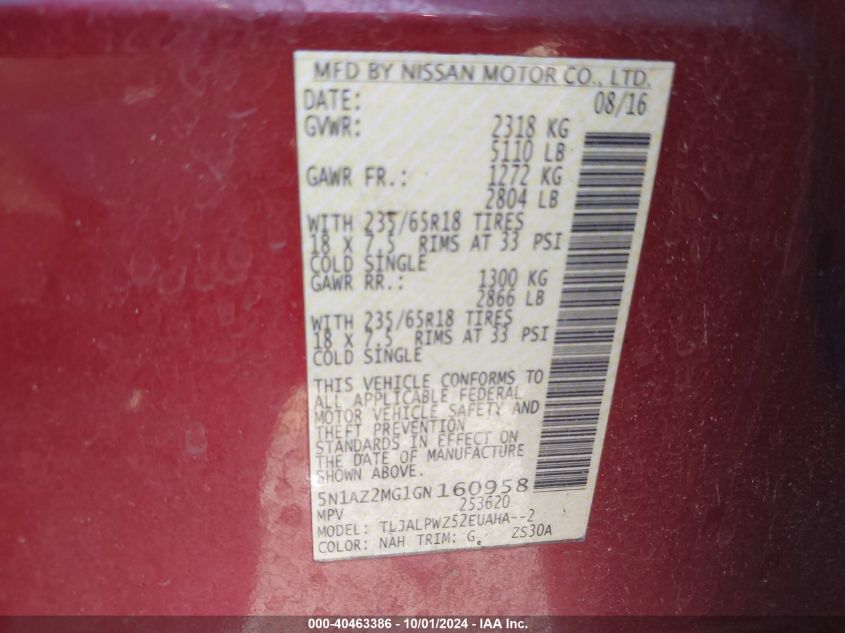 MFD BY NISSAN MOTOR CO., LTD.
DATE: 08/16
GVWR: 2318 KG
5110 LB
GAWR FR.: 1272 KG
2804 LB
WITH 235/65R18 TIRES
18 X 7.5 RIMS AT 33 PSI
COLD SINGLE
GAWR RR.: 1300 KG
2866 LB
WITH 235/65R18 TIRES
18 X 7.5 RIMS AT 33 PSI
COLD SINGLE
THIS VEHICLE CONFORMS TO
ALL APPLICABLE FEDERAL
MOTOR VEHICLE SAFETY AND
THEFT PREVENTION
STANDARDS IN EFFECT ON
THE DATE OF MANUFACTURE
SHOWN ABOVE.
5N1AZ2MG1GN160958
MPV 253620
MODEL: TL3ALPWZ52EUAHA--2
COLOR: NAH TRIM: G, ZS30A
000-40463386 - 10/01/2024 - IAA Inc.